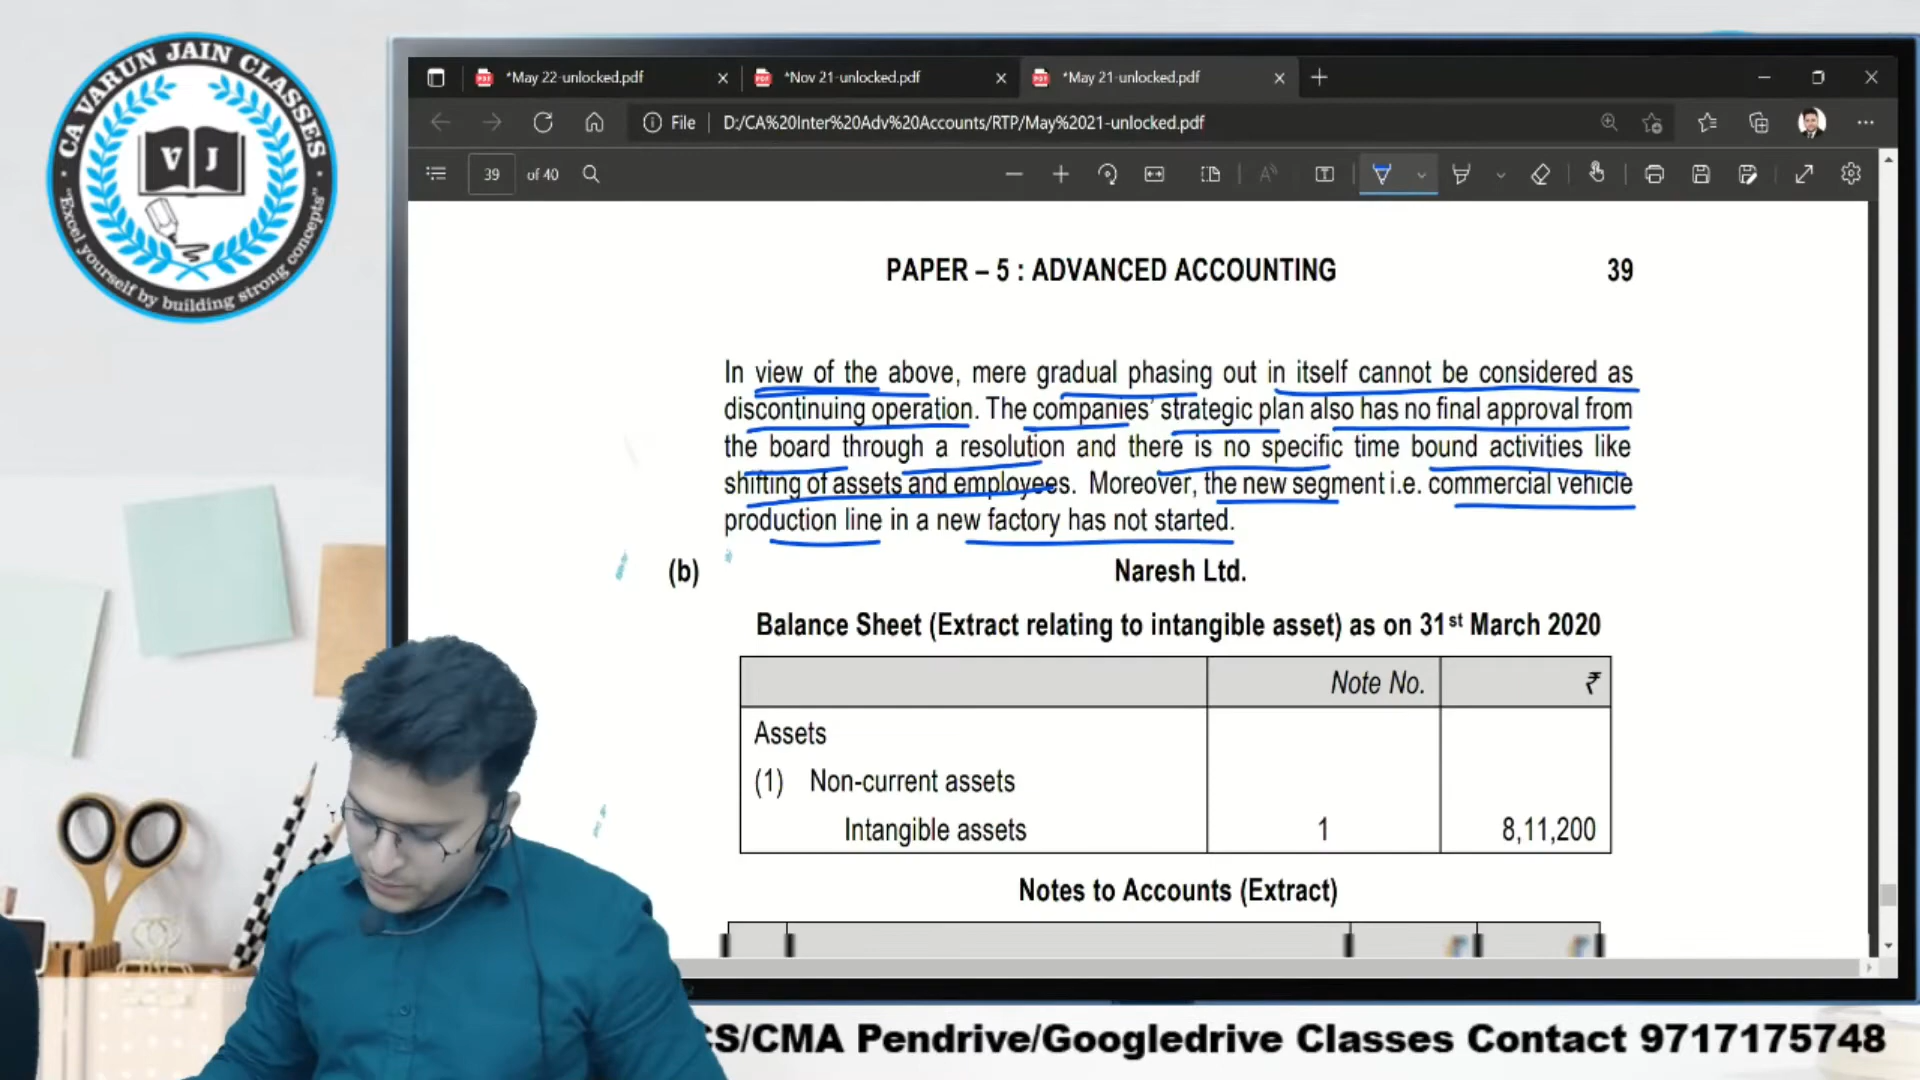 CA VARUN JAIN CLASSES
V J
"Excel yourself by building strong concepts"
*May 22-unlocked.pdf
*Nov 21-unlocked.pdf
*May 21-unlocked.pdf
File
D:/CA%20Inter%20Adv%20Accounts/RTP/May%2021-unlocked.pdf
39 of 40
PAPER – 5 : ADVANCED ACCOUNTING 39
In view of the above, mere gradual phasing out in itself cannot be considered as
discontinuing operation. The companies' strategic plan also has no final approval from
the board through a resolution and there is no specific time bound activities like
shifting of assets and employees. Moreover, the new segment i.e. commercial vehicle
production line in a new factory has not started.
(b) Naresh Ltd.
Balance Sheet (Extract relating to intangible asset) as on 31st March 2020
Note No. ₹
Assets
(1) Non-current assets
Intangible assets 1 8,11,200
Notes to Accounts (Extract)
CS/CMA Pendrive/Googledrive Classes Contact 9717175748